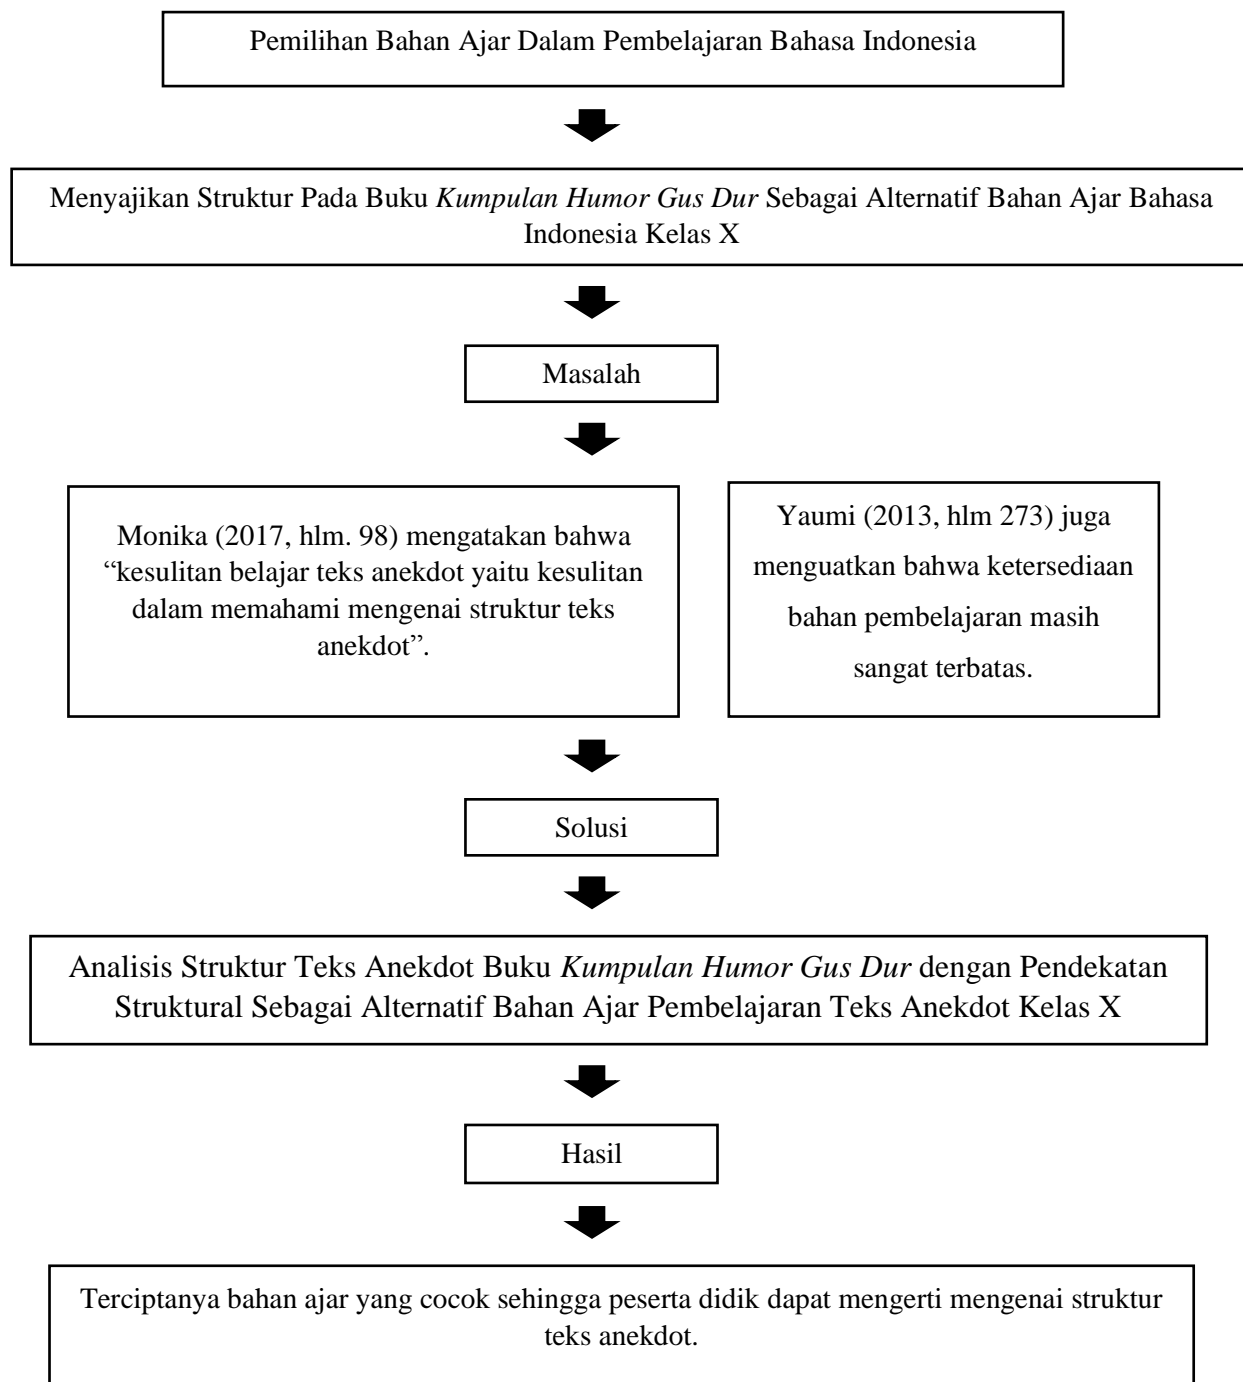 Pemilihan Bahan Ajar Dalam Pembelajaran Bahasa Indonesia
Menyajikan Struktur Pada Buku Kumpulan Humor Gus Dur Sebagai Alternatif Bahan Ajar Bahasa
Indonesia Kelas X
Masalah
Monika (2017, hlm. 98) mengatakan bahwa
“kesulitan belajar teks anekdot yaitu kesulitan
dalam memahami mengenai struktur teks
anekdot”.
Yaumi (2013, hlm 273) juga
menguatkan bahwa ketersediaan
bahan pembelajaran masih
sangat terbatas.
Solusi
Analisis Struktur Teks Anekdot Buku Kumpulan Humor Gus Dur dengan Pendekatan
Struktural Sebagai Alternatif Bahan Ajar Pembelajaran Teks Anekdot Kelas X
Hasil
Terciptanya bahan ajar yang cocok sehingga peserta didik dapat mengerti mengenai struktur
teks anekdot.